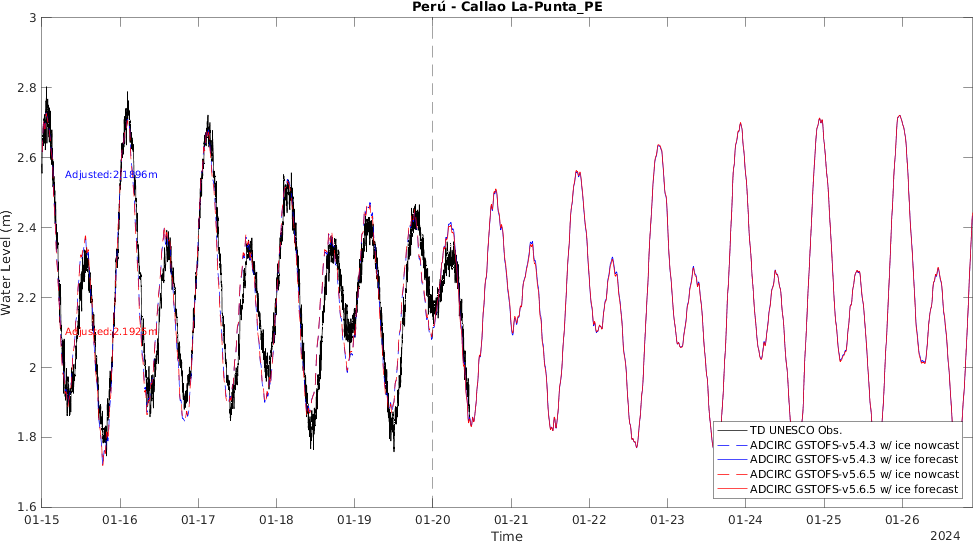 Perú - Callao La-Punta_PE
3
2.8
2.6
2.4
2.2
2
1.8
1.6
Water Level (m)
Adjusted:2.1896m
Adjusted:2.1925m
TD UNESCO Obs.
ADCIRC GSTOFS-v5.4.3 w/ ice nowcast
ADCIRC GSTOFS-v5.4.3 w/ ice forecast
ADCIRC GSTOFS-v5.6.5 w/ ice nowcast
ADCIRC GSTOFS-v5.6.5 w/ ice forecast
01-15 01-16 01-17 01-18 01-19 01-20 01-21 01-22 01-23 01-24 01-25 01-26
Time
2024